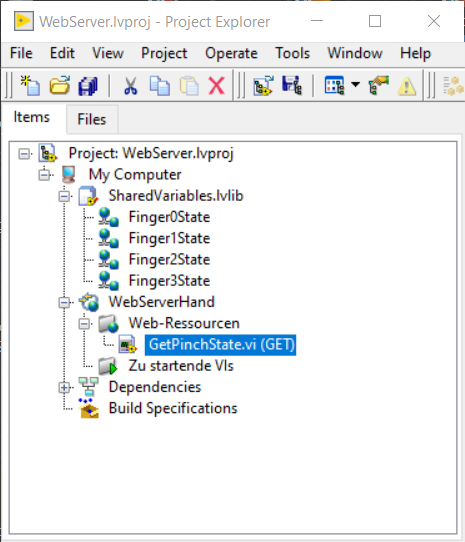 WebServer.lvproj - Project Explorer
File Edit View Project Operate Tools Window Help
Items Files
Project: WebServer.lvproj
My Computer
SharedVariables.lvlib
Finger0State
Finger1State
Finger2State
Finger3State
WebServerHand
Web-Ressourcen
GetPinchState.vi (GET)
Zu startende VIs
Dependencies
Build Specifications